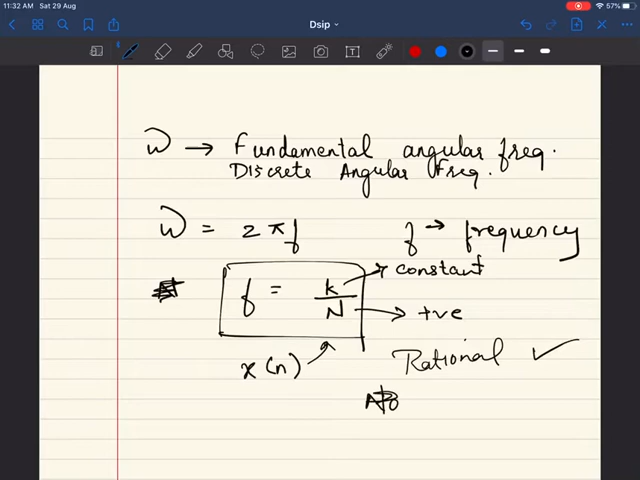 11:32 AM Sat 29 Aug
57%
Dsip
ω → Fundamental angular freq.
Discrete Angular Freq.
ω = 2πf f → frequency
f = k/N → constant
→ +ve
x(n) Rational ✓